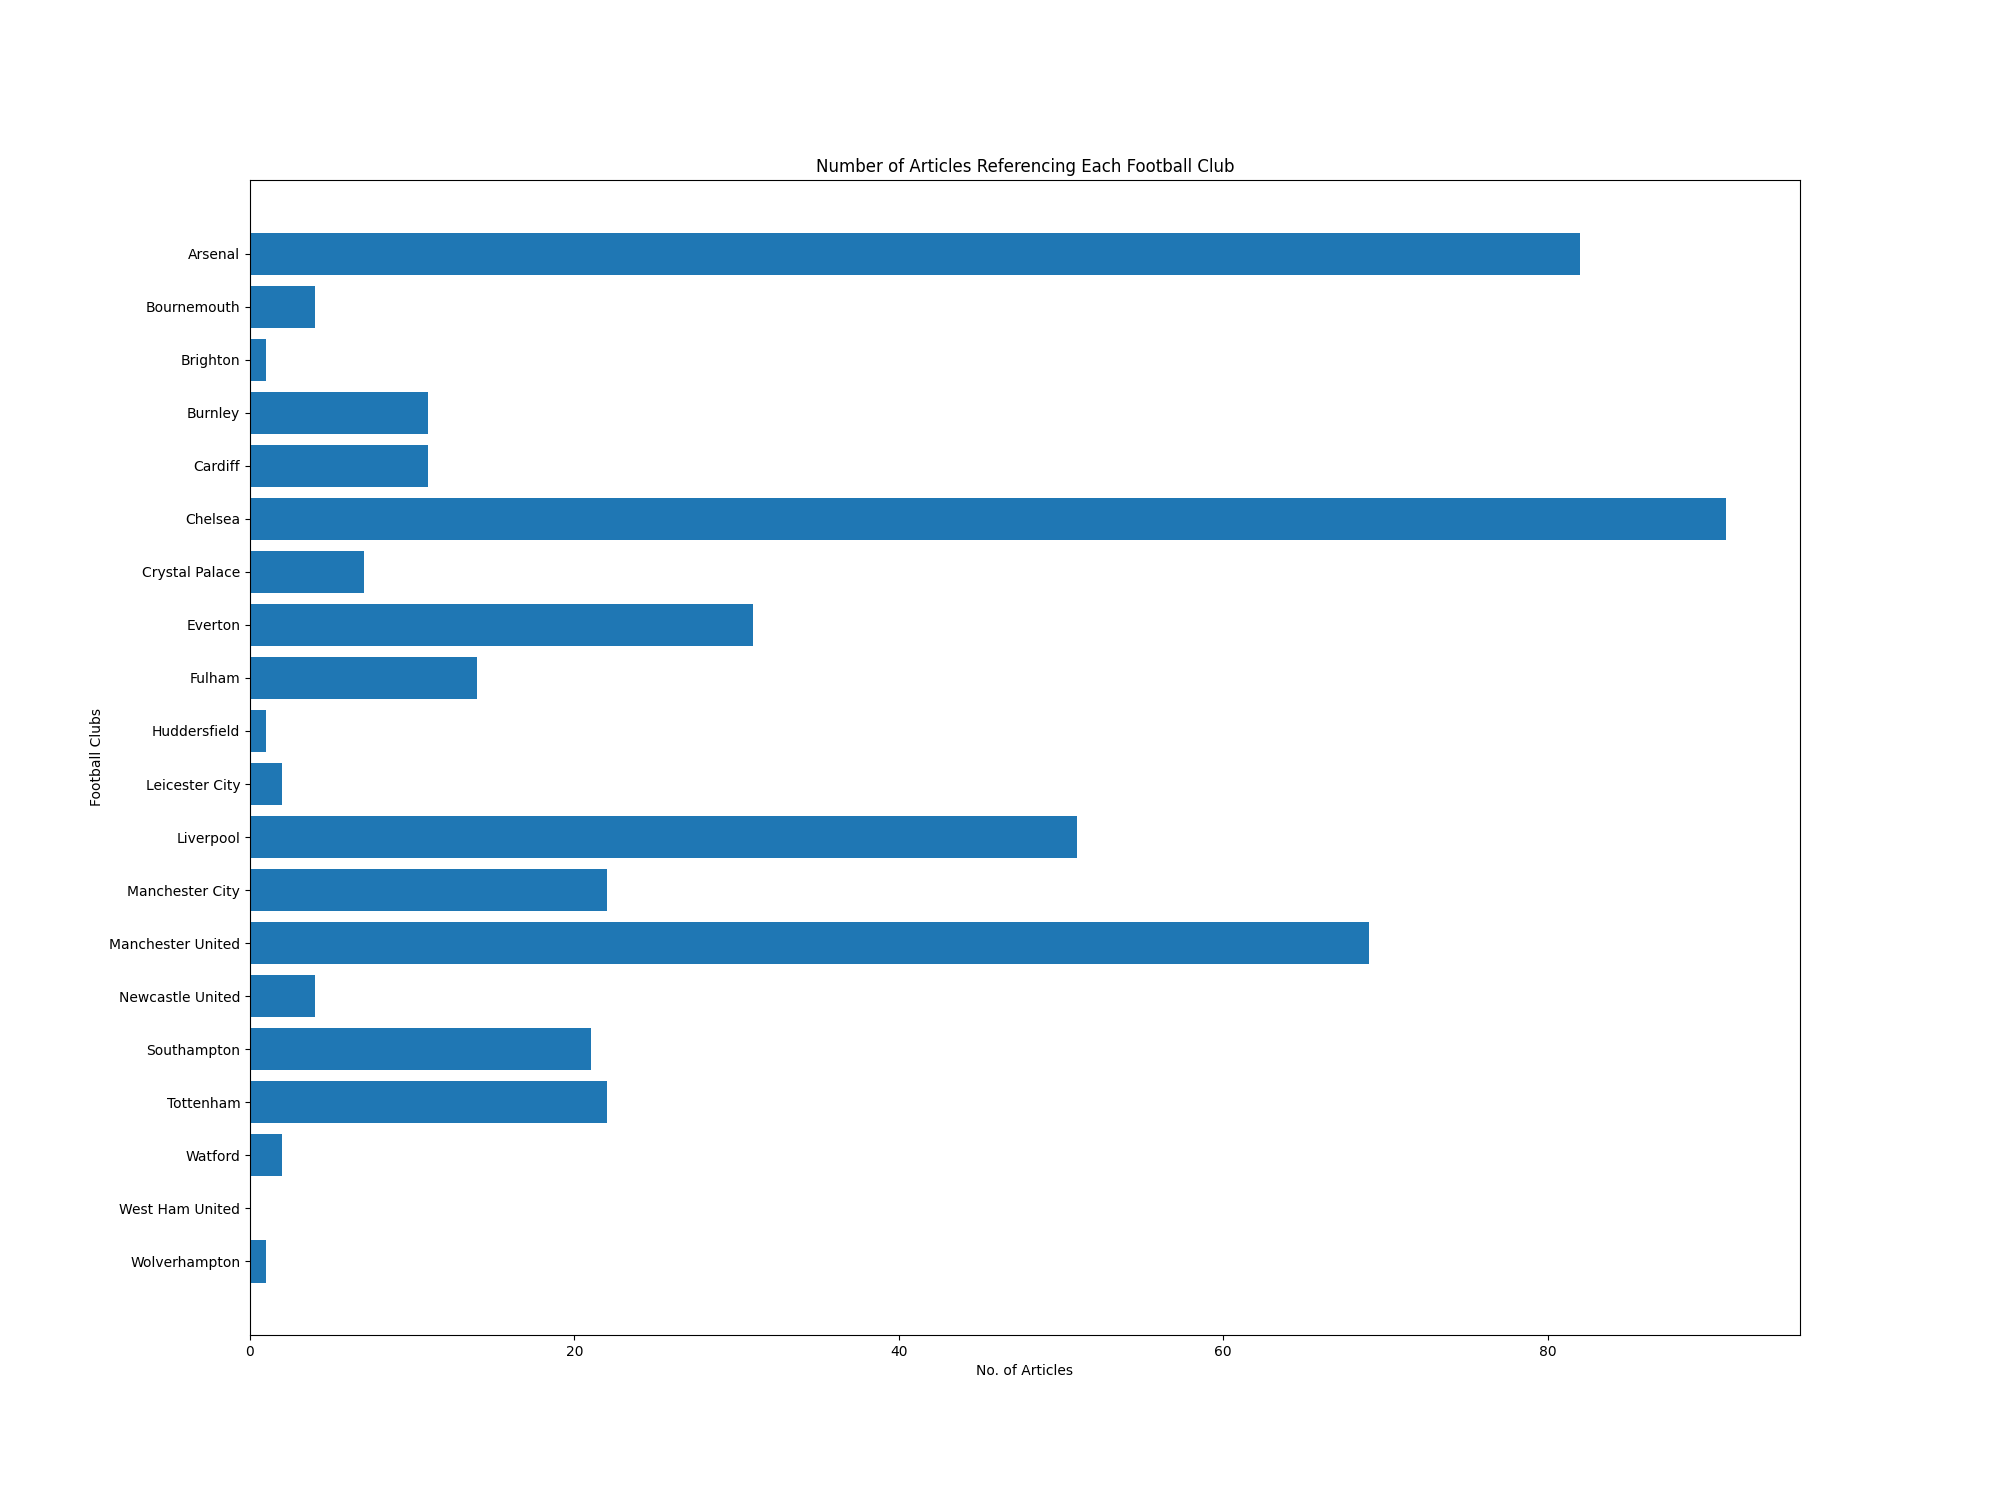 Number of Articles Referencing Each Football Club
Arsenal
Bournemouth
Brighton
Burnley
Cardiff
Chelsea
Crystal Palace
Everton
Fulham
Huddersfield
Leicester City
Liverpool
Manchester City
Manchester United
Newcastle United
Southampton
Tottenham
Watford
West Ham United
Wolverhampton
Football Clubs
0 20 40 60 80
No. of Articles